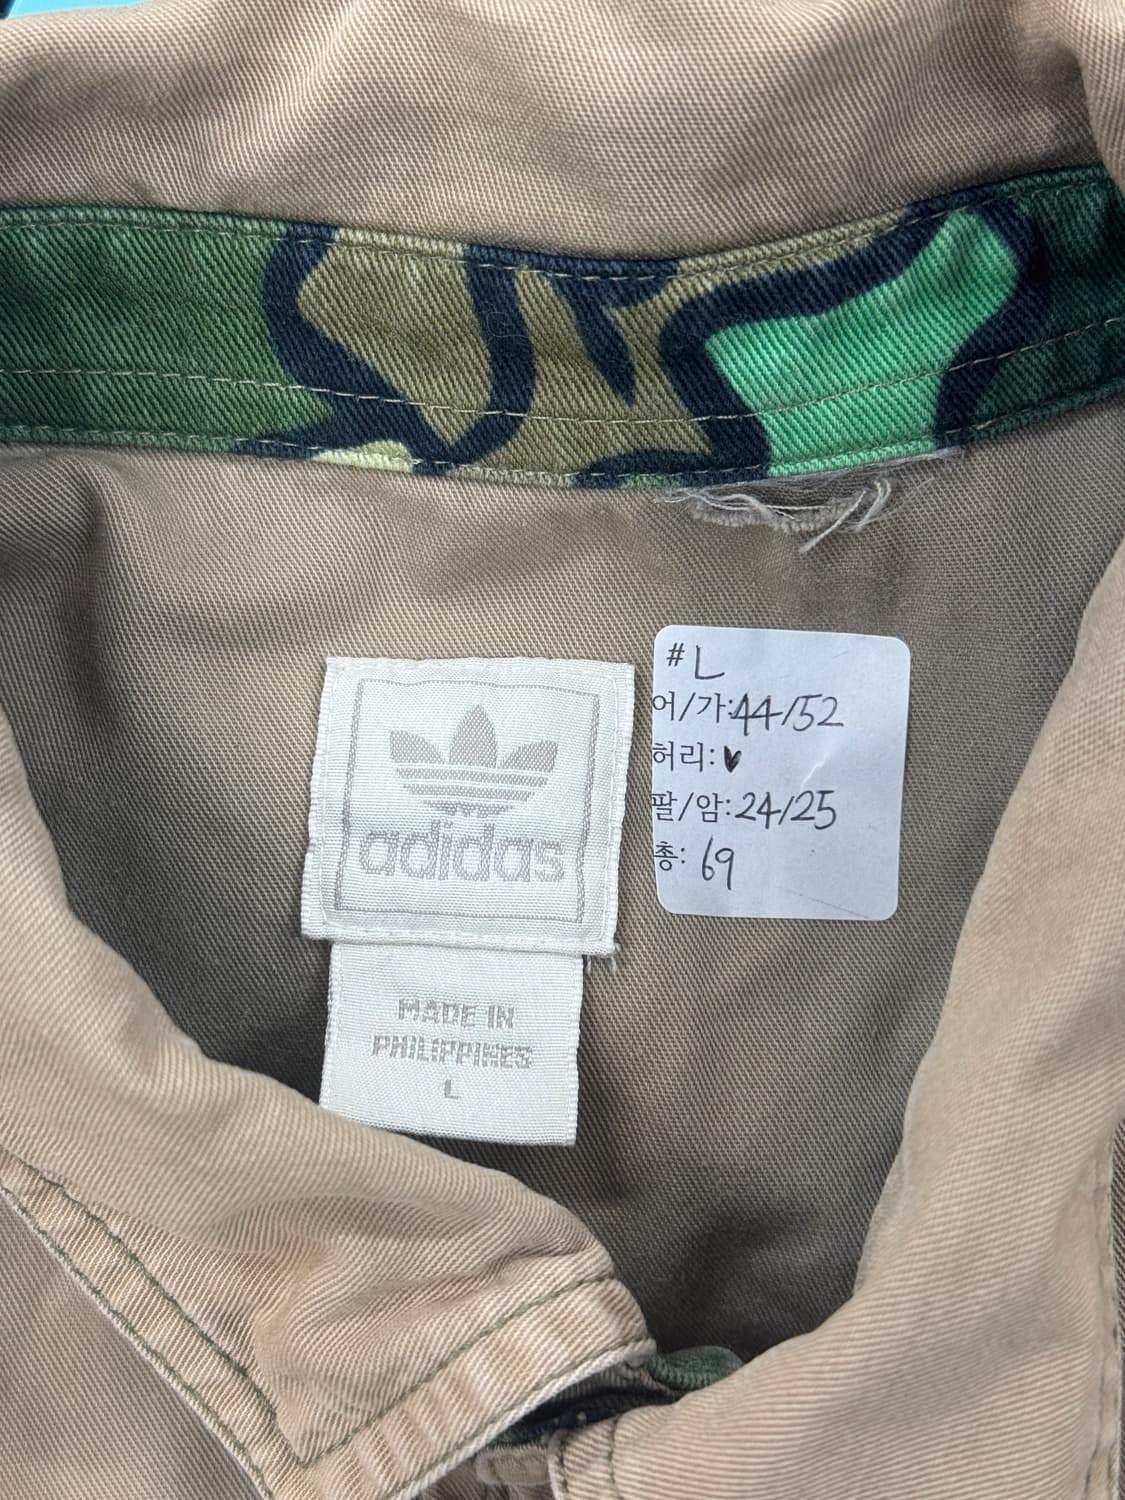 adidas
MADE IN
PHILIPPINES
L
# L
어/가:44/52
허리:♥
팔/암:24/25
총: 69